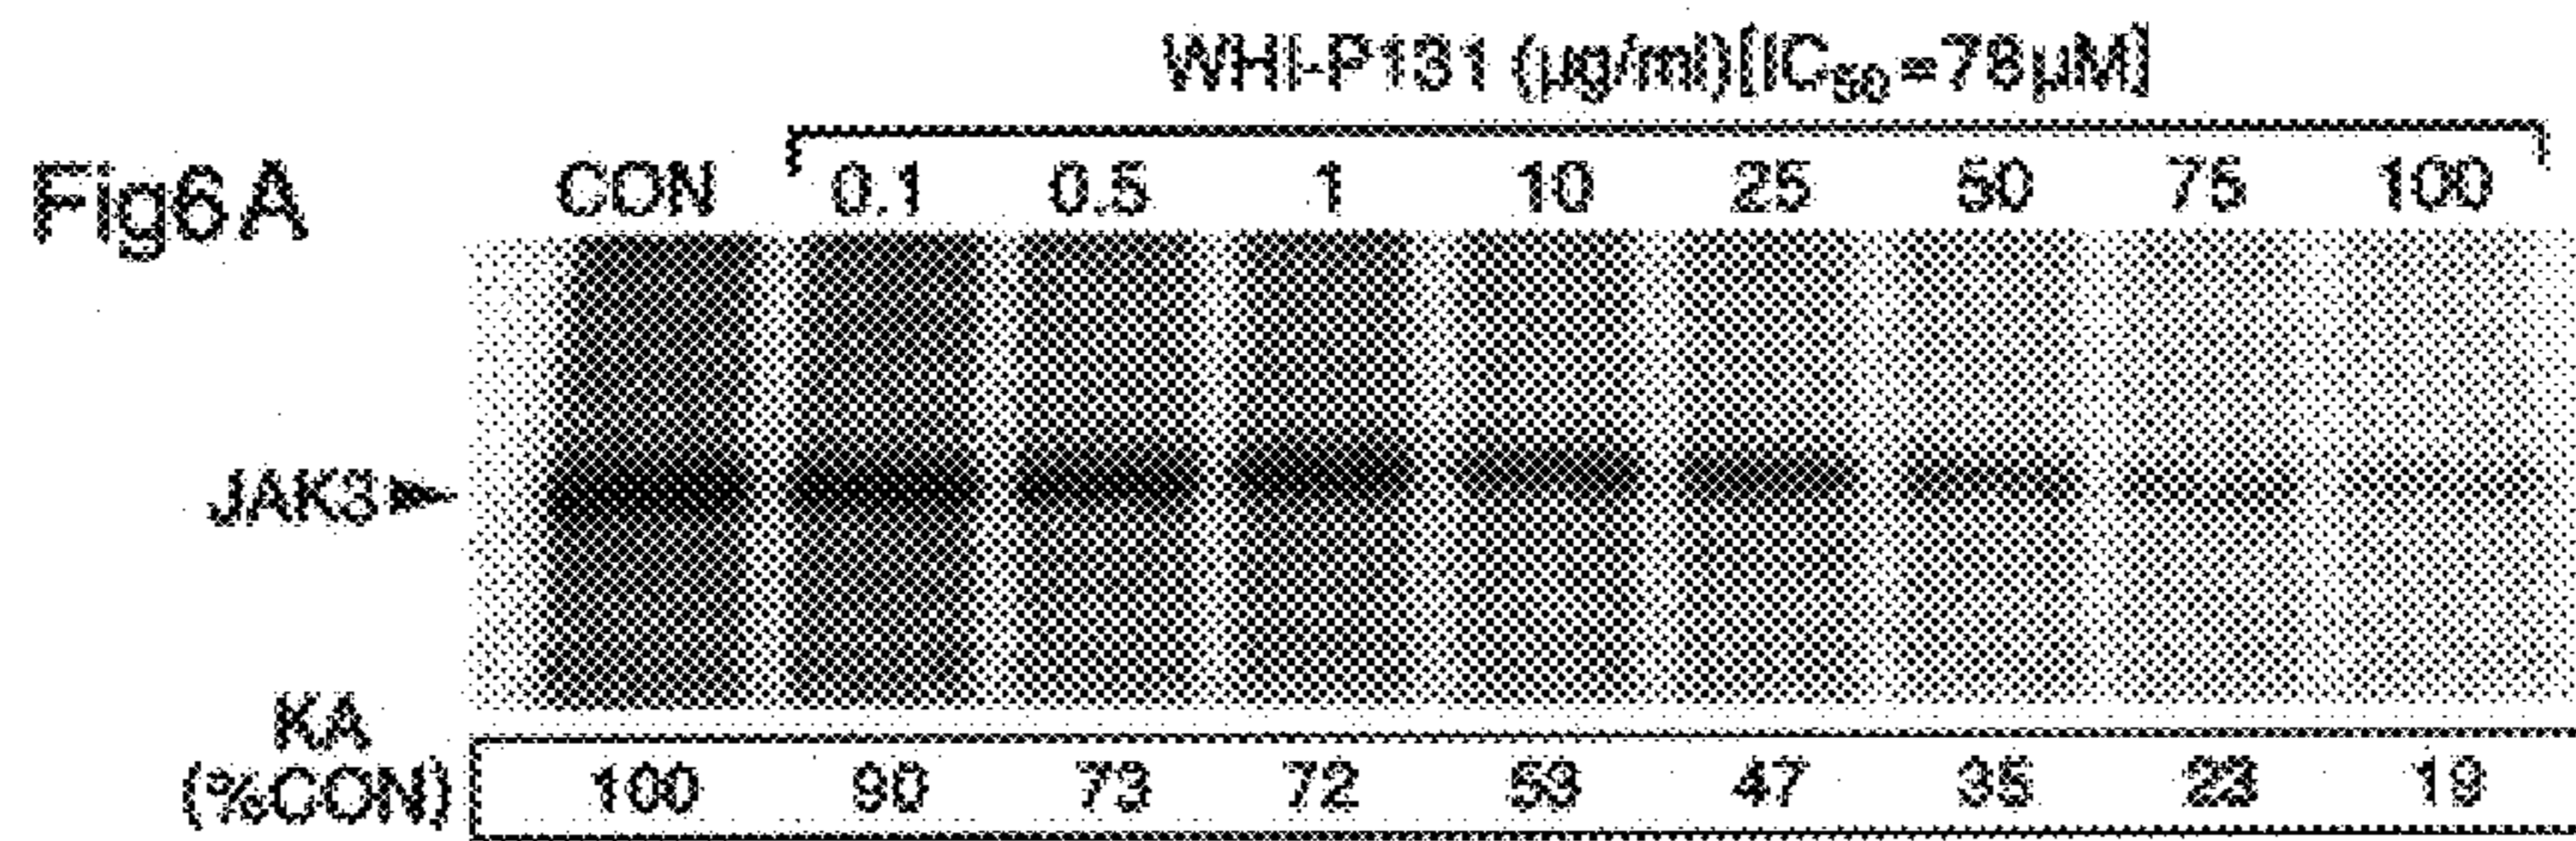 WHI-P131 (µg/ml)[IC50=78µM]
Fig6A CON 0.1 0.5 1 10 25 50 75 100
JAK3
KA
(%CON) 100 90 73 72 53 47 35 23 19